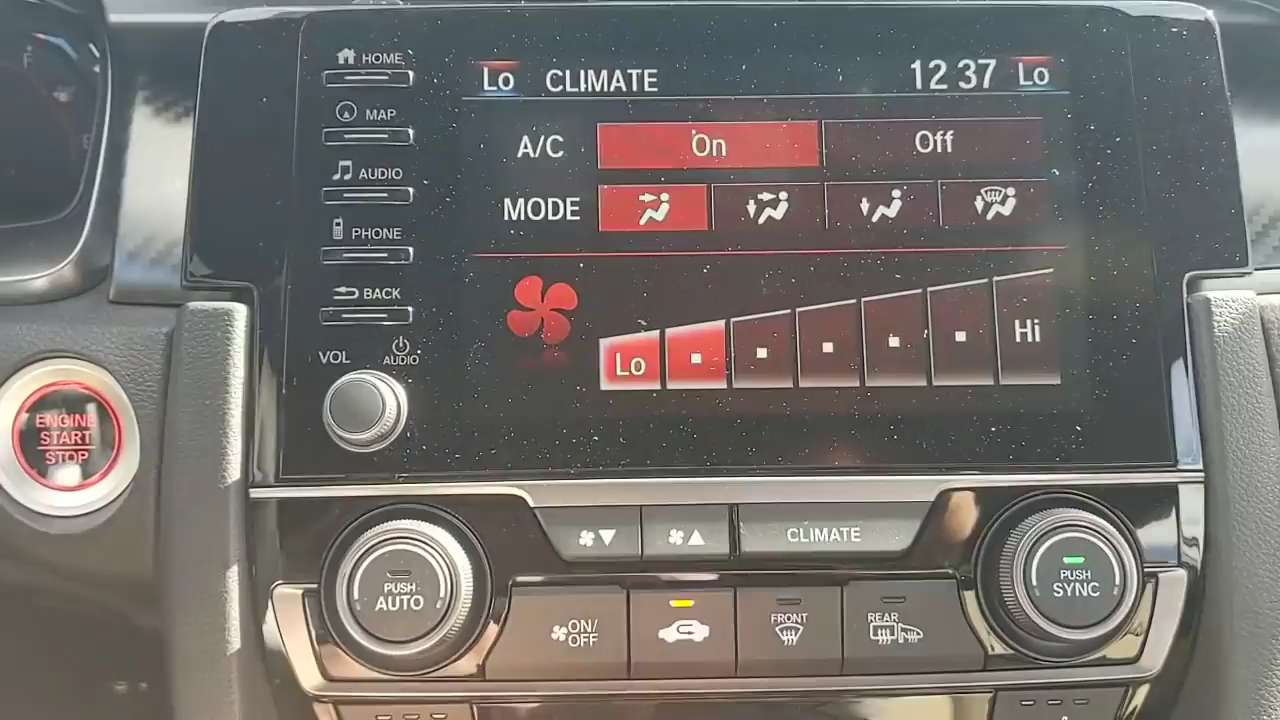 F
HOME
MAP
AUDIO
PHONE
BACK
VOL
AUDIO
Lo CLIMATE 12 37 Lo
A/C On Off
MODE
Lo Hi
ENGINE
START
STOP
CLIMATE
PUSH
AUTO
ON/
OFF
FRONT
REAR
PUSH
SYNC